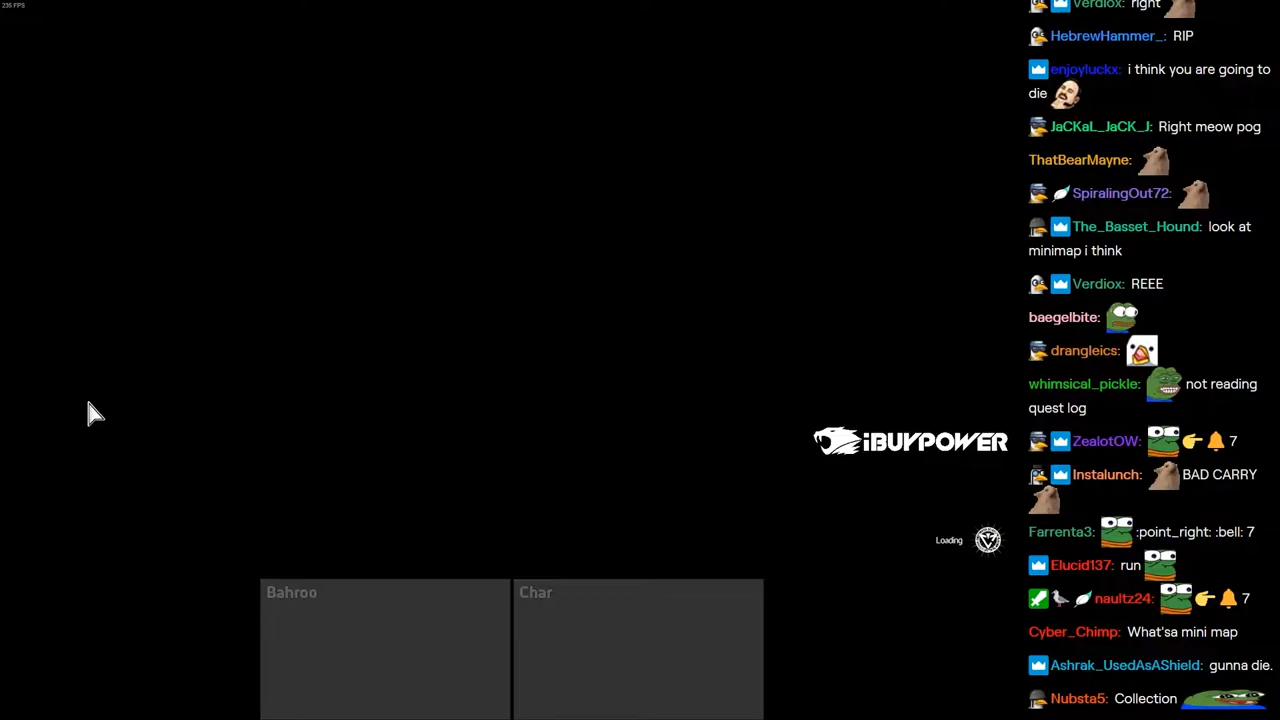 235 FPS
Verdiox: right
HebrewHammer_: RIP
enjoyluckx: i think you are going to
die
JaCKaL_JaCK_J: Right meow pog
ThatBearMayne:
SpiralingOut72:
The_Basset_Hound: look at
minimap i think
Verdiox: REEE
baegelbite:
drangleics:
whimsical_pickle: not reading
quest log
ZealotOW: 7
iBUYPOWER
Instalunch: BAD CARRY
Farrenta3: :point_right: :bell: 7
Loading
Elucid137: run
Bahroo
Char
naultz24: 7
Cyber_Chimp: What'sa mini map
Ashrak_UsedAsAShield: gunna die.
Nubsta5: Collection